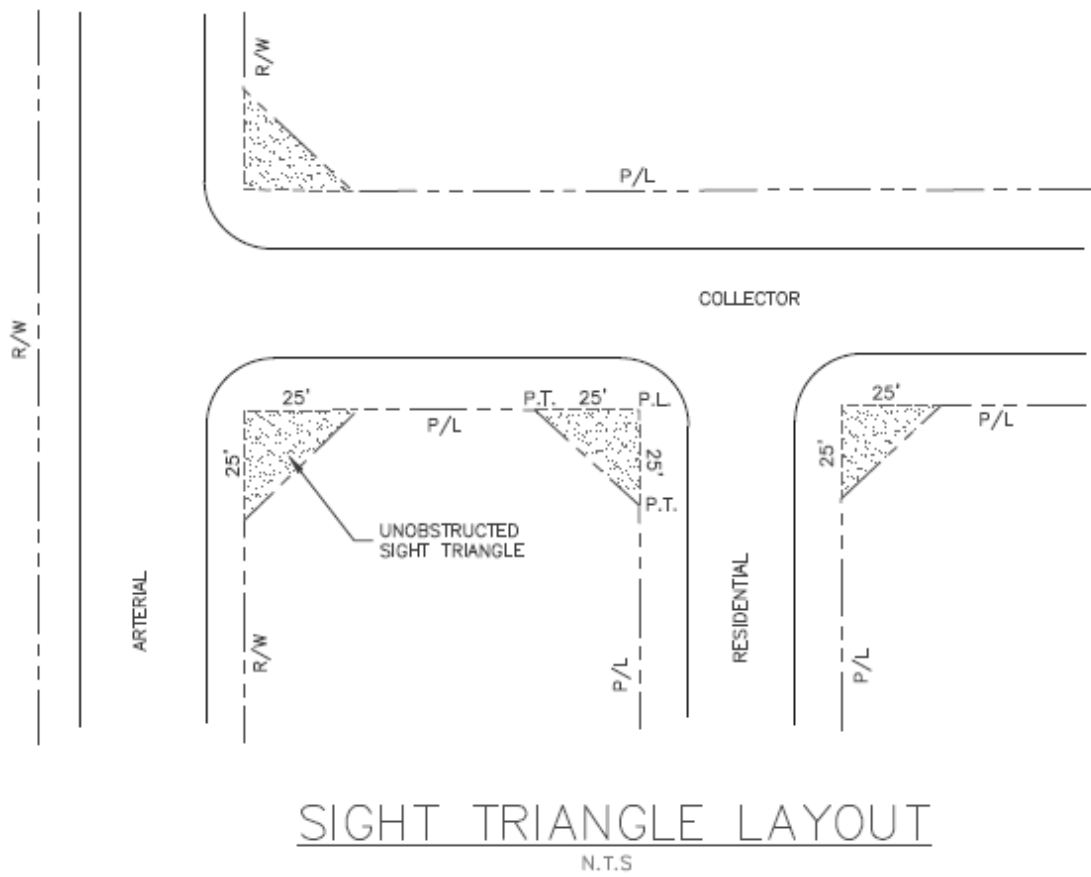 R/W
P/L
R/W
COLLECTOR
25'
P.T.
25'
P.L.
25'
P/L
P/L
25'
25'
25'
P.T.
UNOBSTRUCTED
SIGHT TRIANGLE
ARTERIAL
RESIDENTIAL
R/W
P/L
P/L
SIGHT TRIANGLE LAYOUT
N.T.S